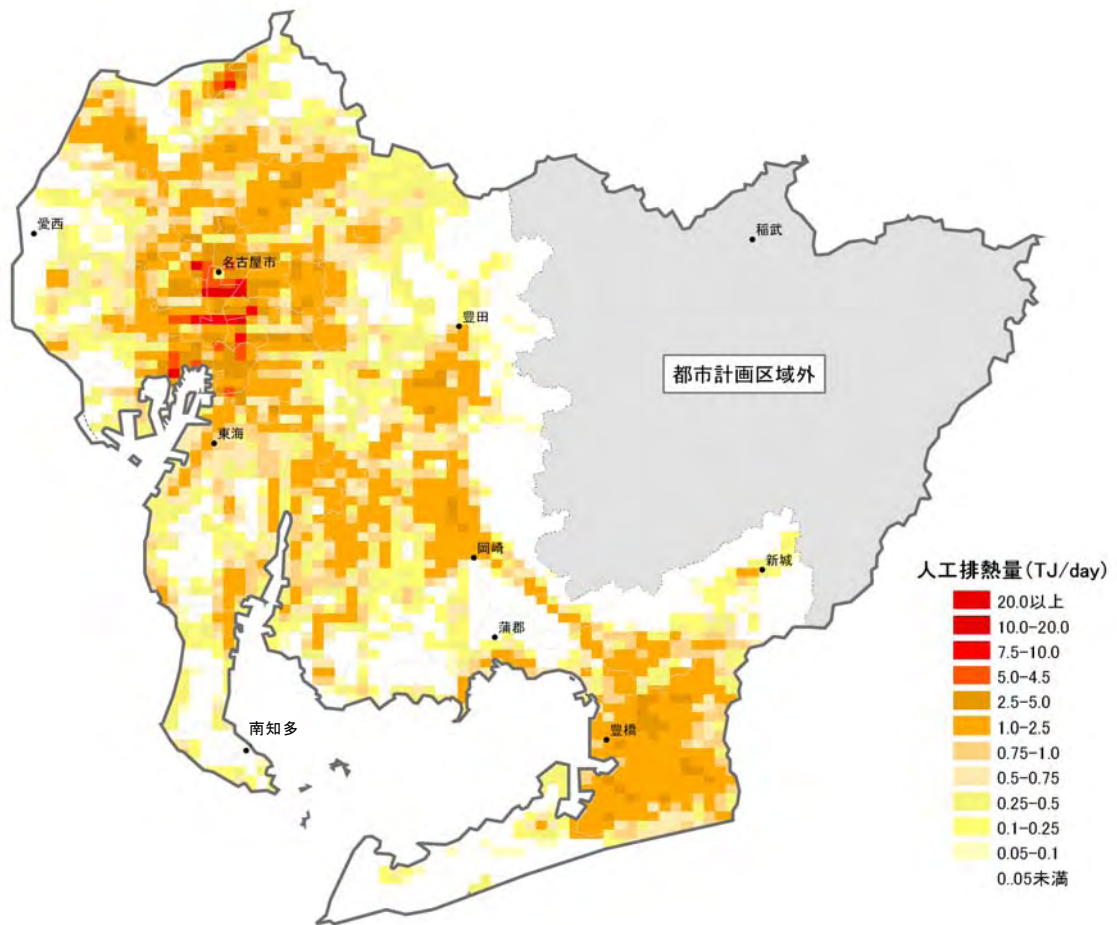 愛西
稲武
名古屋市
豊田
都市計画区域外
東海
岡崎
新城
蒲郡
南知多
豊橋
人工排熱量(TJ/day)
20.0以上
10.0-20.0
7.5-10.0
5.0-4.5
2.5-5.0
1.0-2.5
0.75-1.0
0.5-0.75
0.25-0.5
0.1-0.25
0.05-0.1
0..05未満